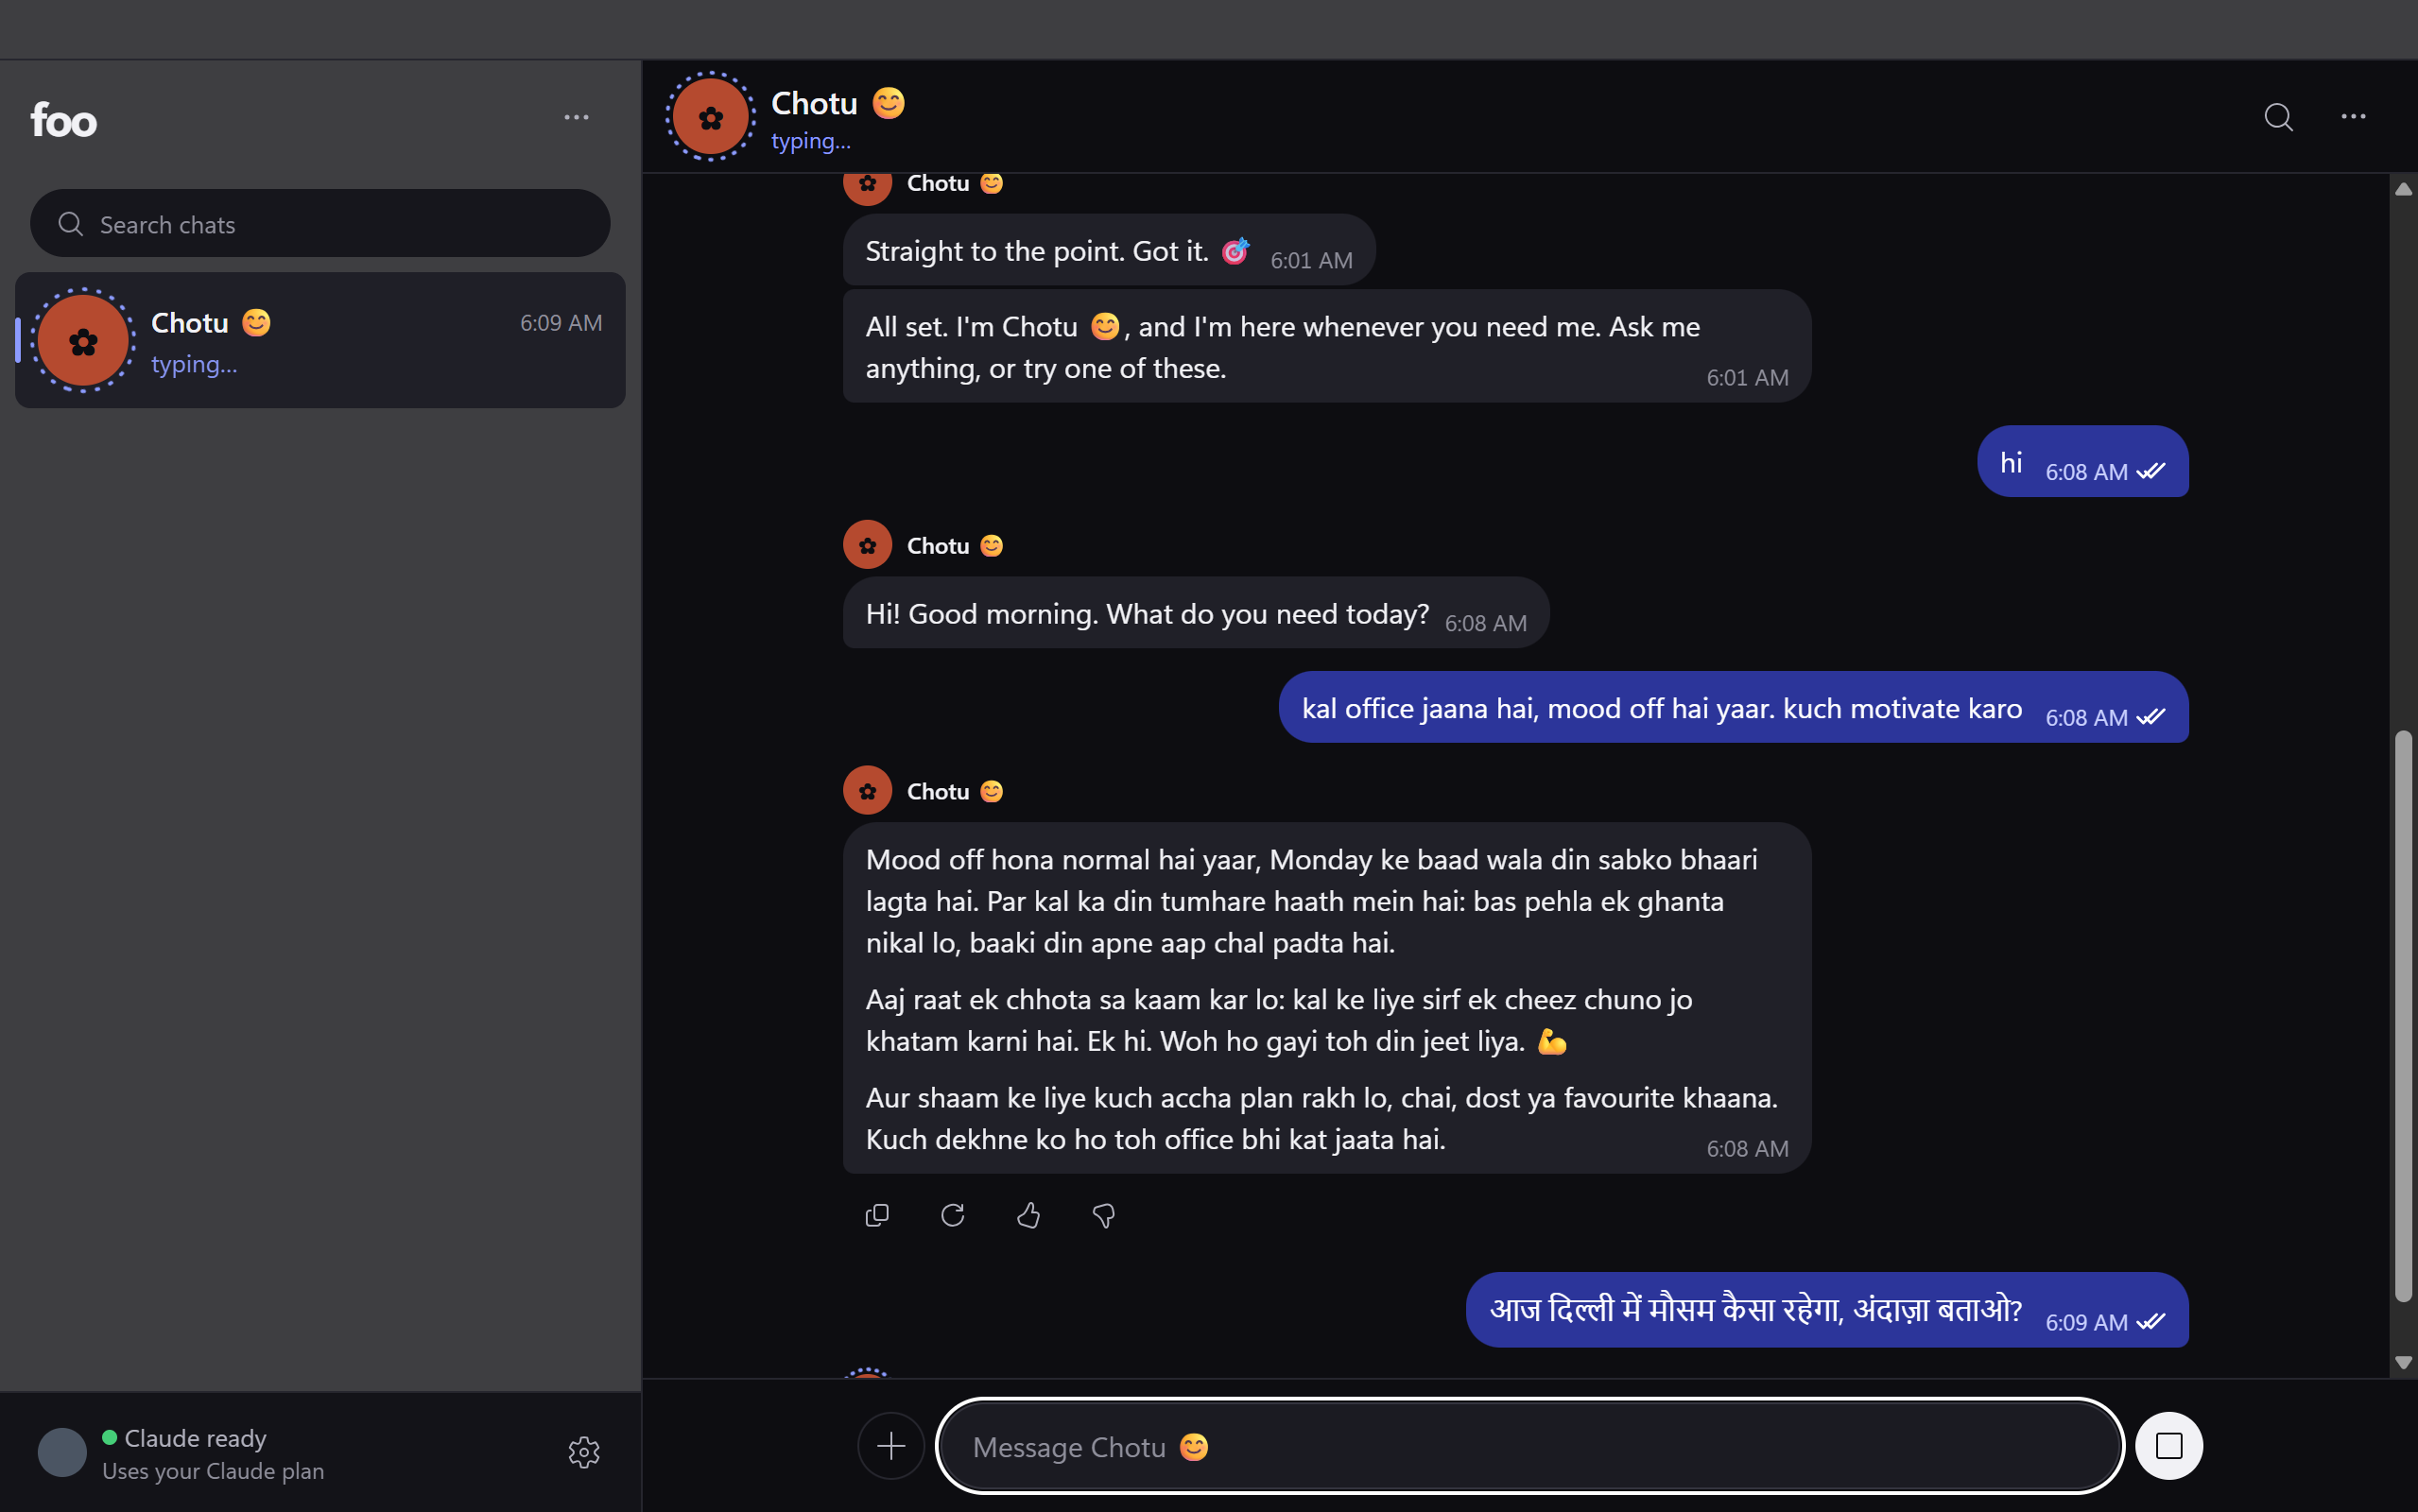 foo
Search chats
Chotu 😊
6:09 AM
typing...
Claude ready
Uses your Claude plan
Chotu 😊
typing...
Chotu 😊
Straight to the point. Got it. 🎯 6:01 AM
All set. I'm Chotu 😊, and I'm here whenever you need me. Ask me
anything, or try one of these.
6:01 AM
hi 6:08 AM
Chotu 😊
Hi! Good morning. What do you need today? 6:08 AM
kal office jaana hai, mood off hai yaar. kuch motivate karo 6:08 AM
Chotu 😊
Mood off hona normal hai yaar, Monday ke baad wala din sabko bhaari
lagta hai. Par kal ka din tumhare haath mein hai: bas pehla ek ghanta
nikal lo, baaki din apne aap chal padta hai.
Aaj raat ek chhota sa kaam kar lo: kal ke liye sirf ek cheez chuno jo
khatam karni hai. Ek hi. Woh ho gayi toh din jeet liya. 💪
Aur shaam ke liye kuch accha plan rakh lo, chai, dost ya favourite khaana.
Kuch dekhne ko ho toh office bhi kat jaata hai.
6:08 AM
आज दिल्ली में मौसम कैसा रहेगा, अंदाज़ा बताओ? 6:09 AM
Message Chotu 😊